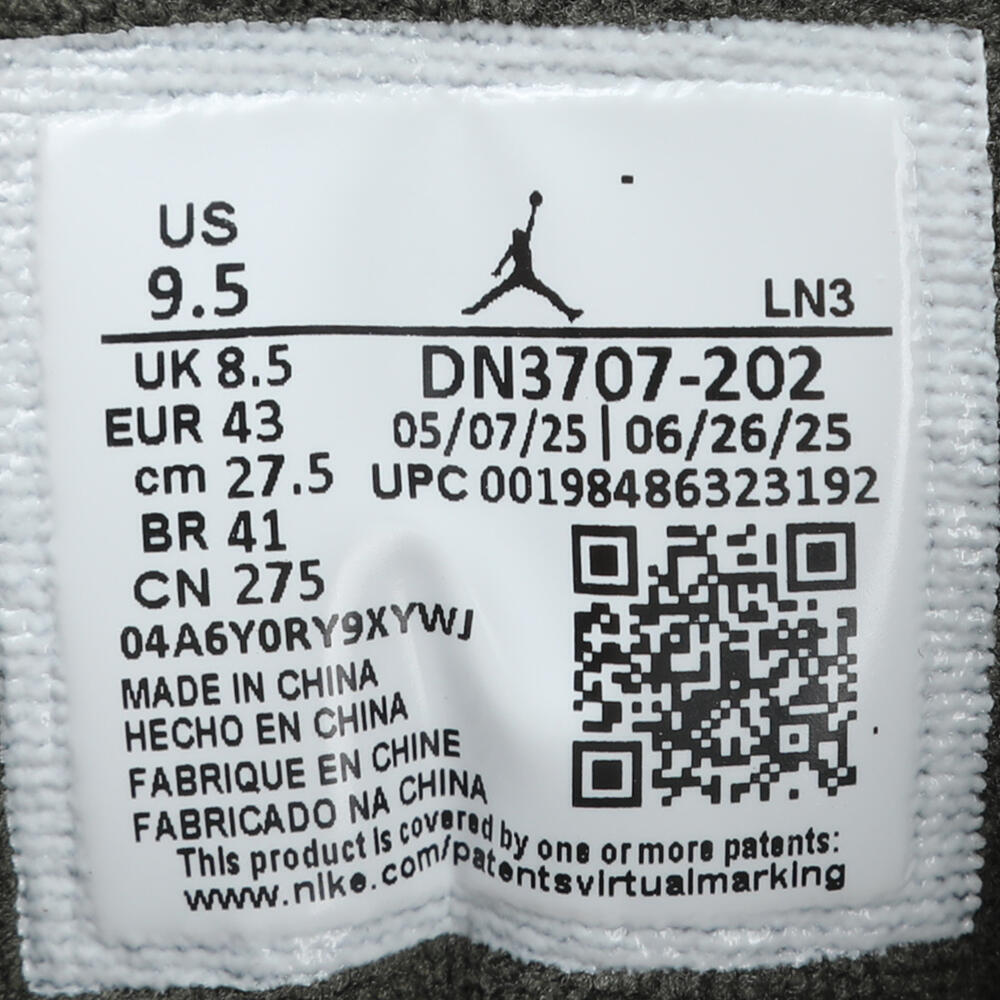 US
9.5
LN3
UK 8.5
EUR 43
cm 27.5
BR 41
CN 275
DN3707-202
05/07/25 | 06/26/25
UPC 00198486323192
04A6Y0RY9XYWJ
MADE IN CHINA
HECHO EN CHINA
FABRIQUE EN CHINE
FABRICADO NA CHINA
This product is covered by one or more patents:
www.nike.com/patentsvirtualmarking